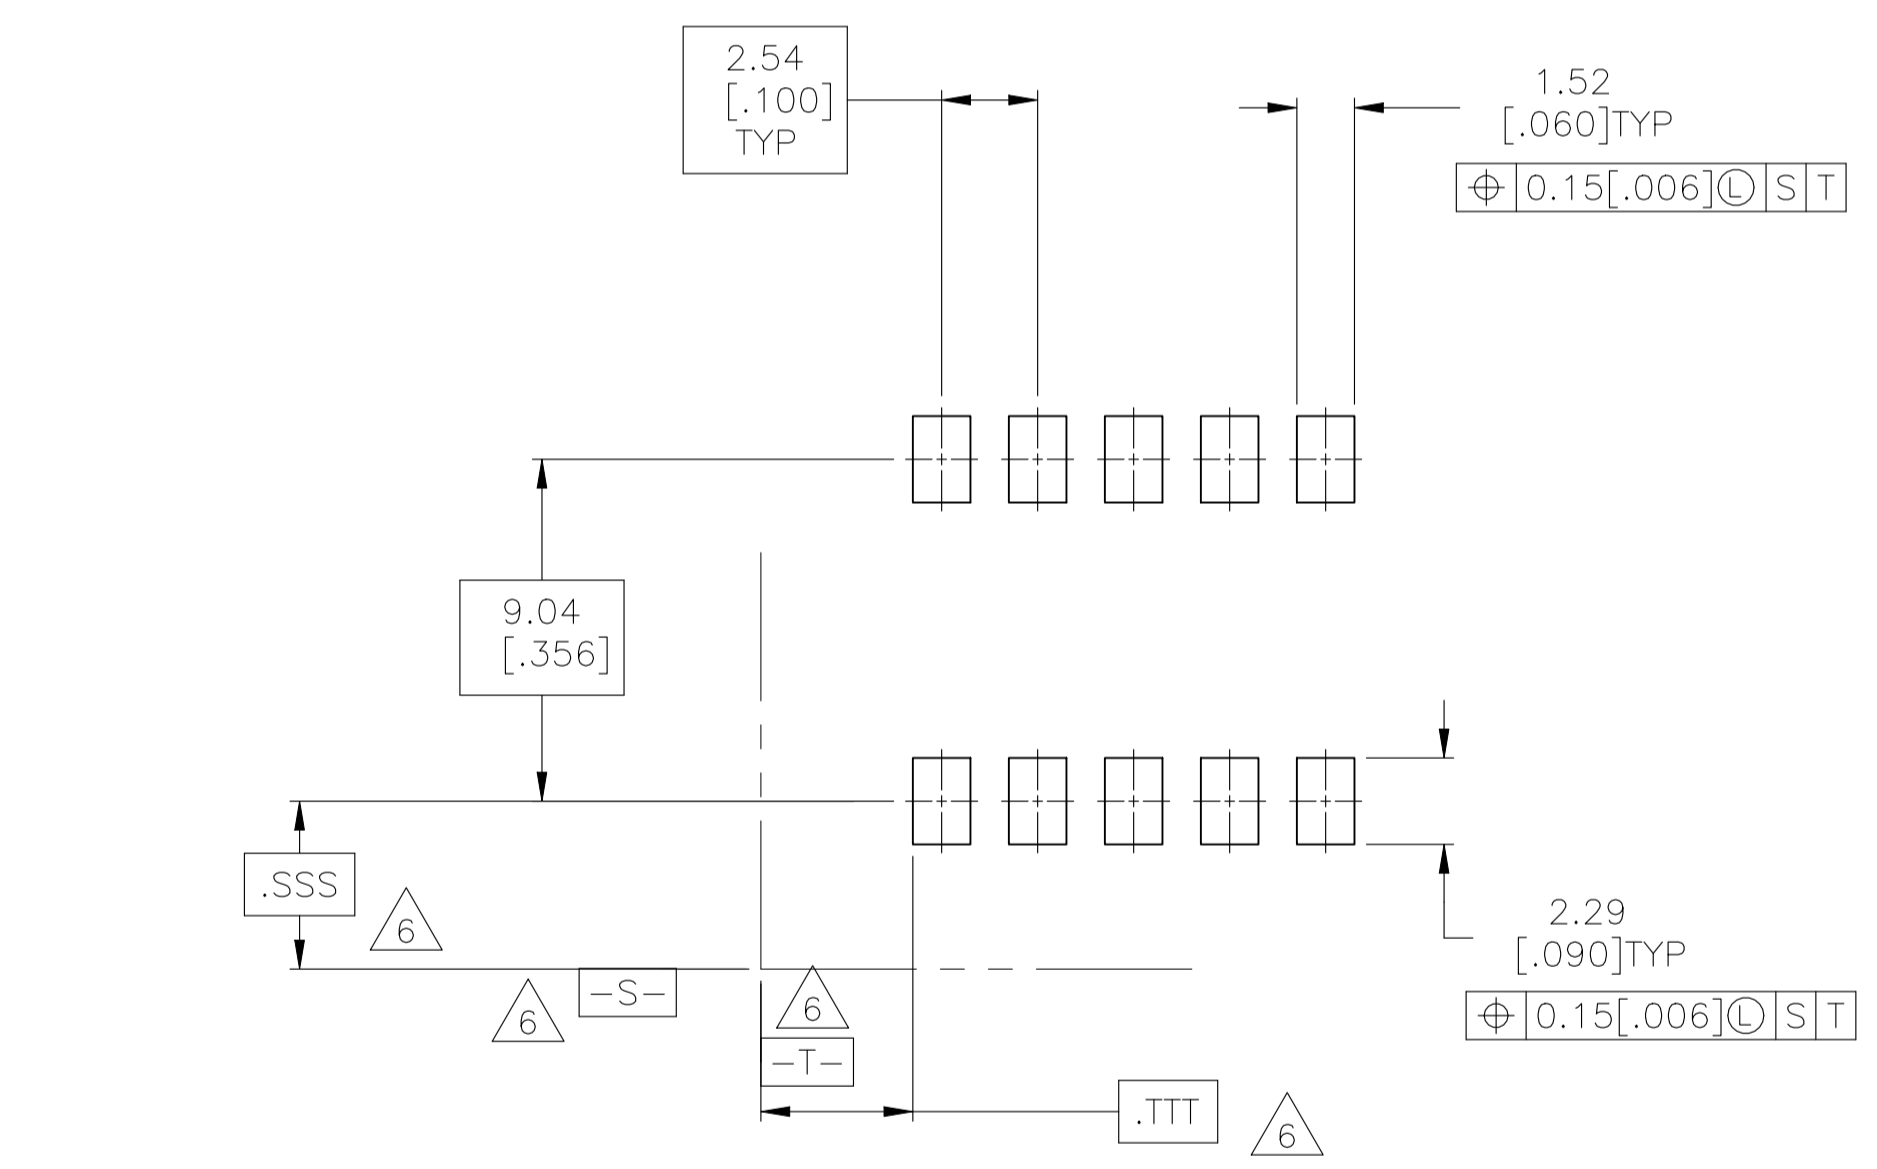 2.54
[.100]
TYP
1.52
[.060]TYP
⌖ 0.15[.006]Ⓛ S T
9.04
[.356]
.SSS
6
6
-S-
6
-T-
2.29
[.090]TYP
⌖ 0.15[.006]Ⓛ S T
.TTT
6